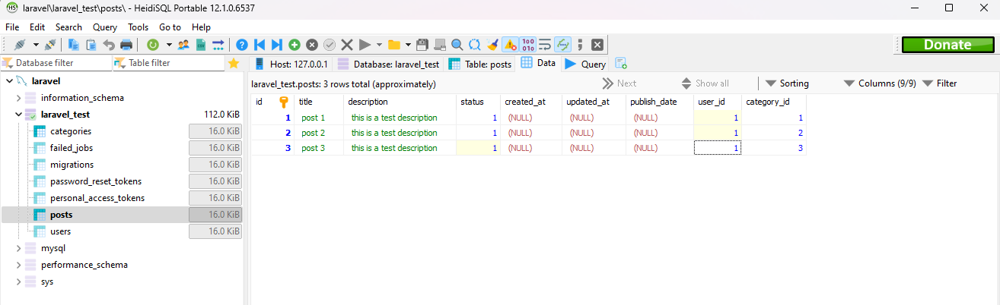 laravel\laravel_test\posts\ - HeidiSQL Portable 12.1.0.6537
File Edit Search Query Tools Go to Help
Donate
Database filter Table filter
Host: 127.0.0.1 Database: laravel_test Table: posts Data Query
laravel_test.posts: 3 rows total (approximately) Next Show all Sorting Columns (9/9) Filter
laravel
information_schema
laravel_test 112.0 KiB
categories 16.0 KiB
failed_jobs 16.0 KiB
migrations 16.0 KiB
password_reset_tokens 16.0 KiB
personal_access_tokens 16.0 KiB
posts 16.0 KiB
users 16.0 KiB
mysql
performance_schema
sys
id title description status created_at updated_at publish_date user_id category_id
1 post 1 this is a test description 1 (NULL) (NULL) (NULL) 1 1
2 post 2 this is a test description 1 (NULL) (NULL) (NULL) 1 2
3 post 3 this is a test description 1 (NULL) (NULL) (NULL) 1 3